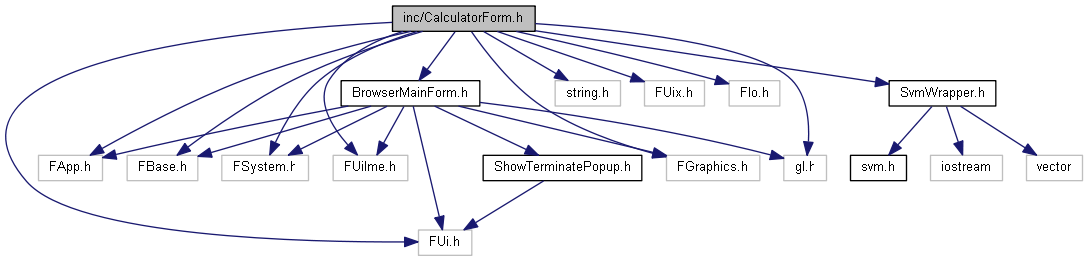 inc/CalculatorForm.h
BrowserMainForm.h
string.h
FUix.h
FIo.h
SvmWrapper.h
FApp.h
FBase.h
FSystem.h
FUiIme.h
ShowTerminatePopup.h
FGraphics.h
gl.h
svm.h
iostream
vector
FUi.h